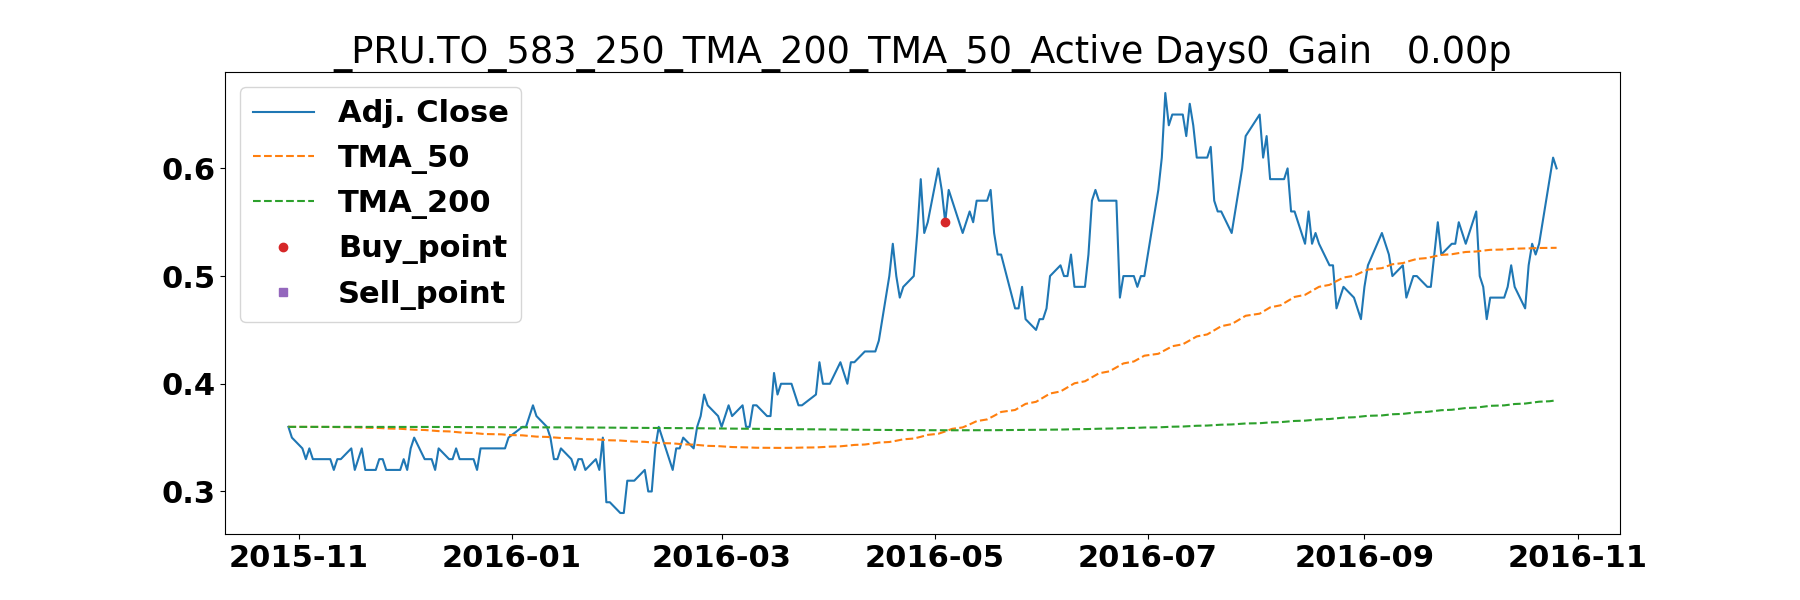 _PRU.TO_583_250_TMA_200_TMA_50_Active Days0_Gain   0.00p
Adj. Close
TMA_50
TMA_200
Buy_point
Sell_point
0.6
0.5
0.4
0.3
2015-11 2016-01 2016-03 2016-05 2016-07 2016-09 2016-11